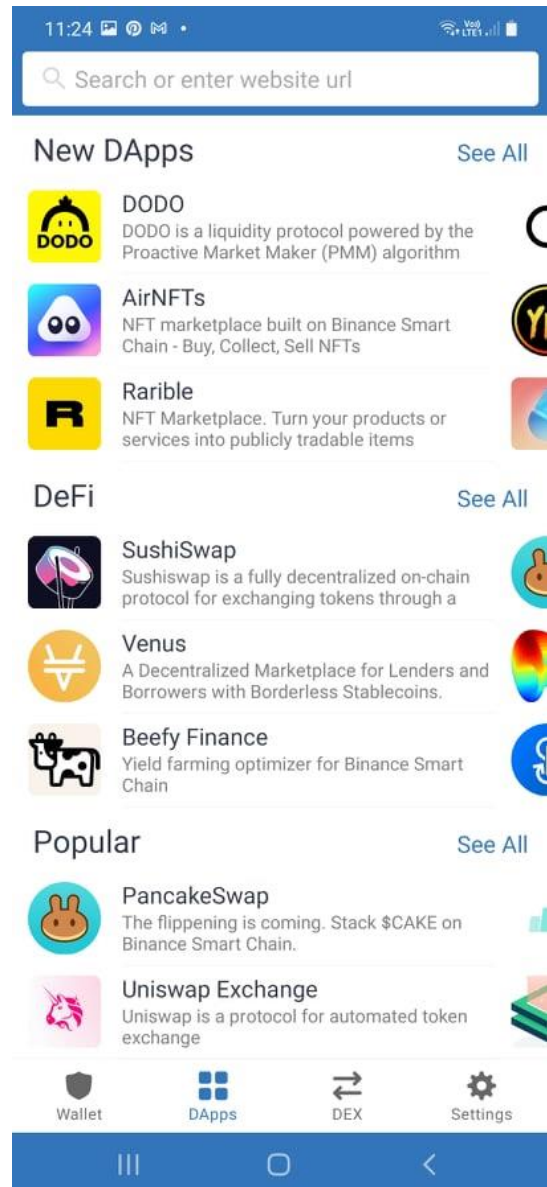 11:24
Vo))
LTE1
Search or enter website url
New DApps
See All
DODO
DODO
DODO is a liquidity protocol powered by the
Proactive Market Maker (PMM) algorithm
AirNFTs
NFT marketplace built on Binance Smart
Chain - Buy, Collect, Sell NFTs
R
Rarible
NFT Marketplace. Turn your products or
services into publicly tradable items
DeFi
See All
SushiSwap
Sushiswap is a fully decentralized on-chain
protocol for exchanging tokens through a
Venus
A Decentralized Marketplace for Lenders and
Borrowers with Borderless Stablecoins.
Beefy Finance
Yield farming optimizer for Binance Smart
Chain
Popular
See All
PancakeSwap
The flippening is coming. Stack $CAKE on
Binance Smart Chain.
Uniswap Exchange
Uniswap is a protocol for automated token
exchange
Wallet
DApps
DEX
Settings